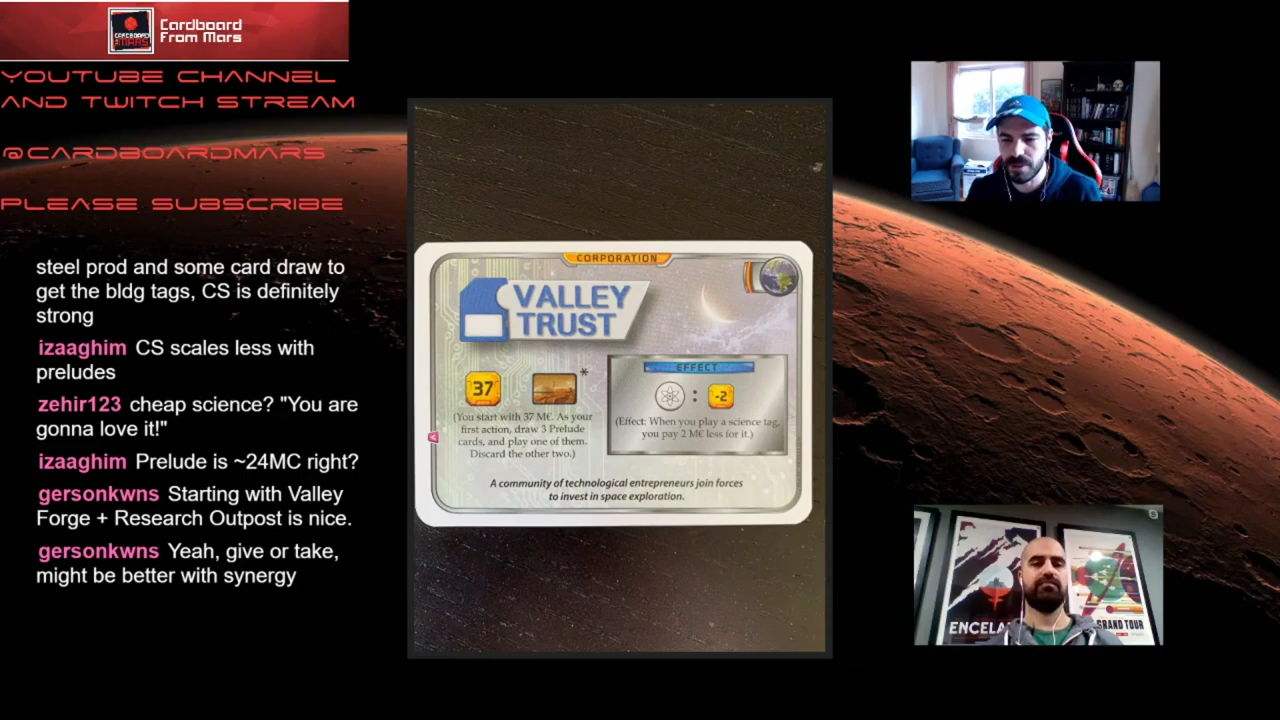 Cardboard
From Mars
CARDBOARD
MARS
YOUTUBE CHANNEL
AND TWITCH STREAM
@CARDBOARDMARS
PLEASE SUBSCRIBE
steel prod and some card draw to
get the bldg tags, CS is definitely
strong
izaaghim CS scales less with
preludes
zehir123 cheap science? "You are
gonna love it!"
izaaghim Prelude is ~24MC right?
gersonkwns Starting with Valley
Forge + Research Outpost is nice.
gersonkwns Yeah, give or take,
might be better with synergy
CORPORATION
VALLEY
TRUST
37
*
(You start with 37 M€. As your
first action, draw 3 Prelude
cards, and play one of them.
Discard the other two.)
EFFECT
: -2
(Effect: When you play a science tag,
you pay 2 M€ less for it.)
A community of technological entrepreneurs join forces
to invest in space exploration.
ENCELA
GRAND TOUR